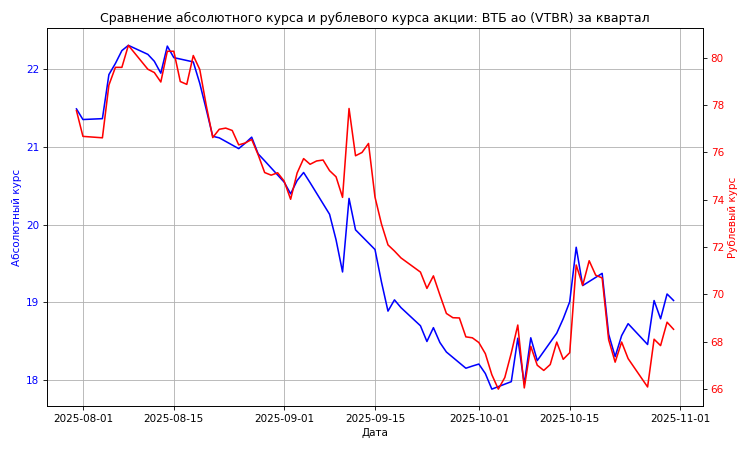 Сравнение абсолютного курса и рублевого курса акции: ВТБ ао (VTBR) за квартал
22
21
20
19
18
Абсолютный курс
80
78
76
74
72
70
68
66
Рублевый курс
2025-08-01 2025-08-15 2025-09-01 2025-09-15 2025-10-01 2025-10-15 2025-11-01
Дата